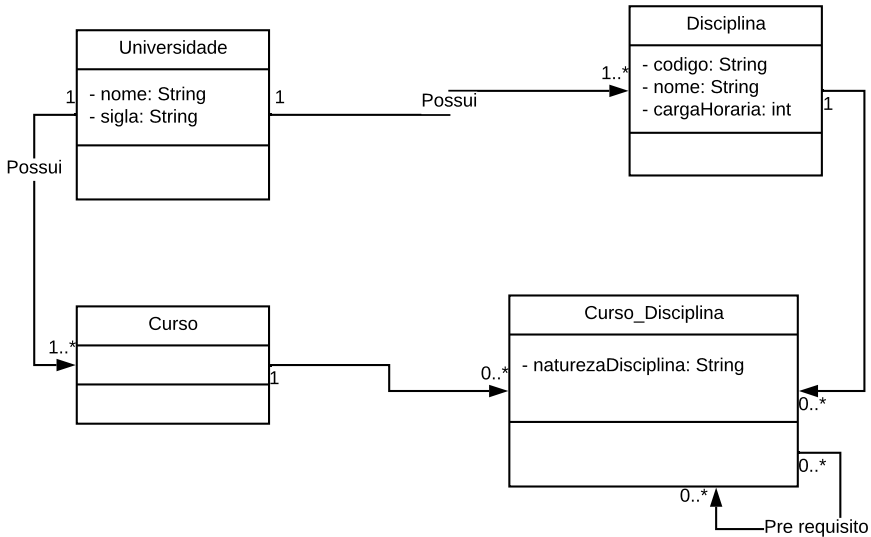 Universidade
- nome: String
- sigla: String
1
1
Possui
1..*
Disciplina
- codigo: String
- nome: String
- cargaHoraria: int
1
Possui
1..*
Curso
1
0..*
Curso_Disciplina
- naturezaDisciplina: String
0..*
0..*
0..*
Pre requisito